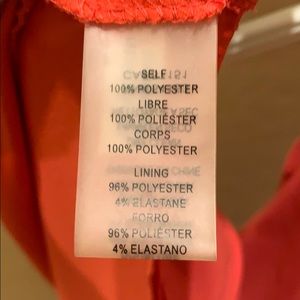 SELF
100% POLYESTER
LIBRE
100% POLIÉSTER
CORPS
100% POLYESTER
LINING
96% POLYESTER
4% ELASTANE
FORRO
96% POLIÉSTER
4% ELASTANO